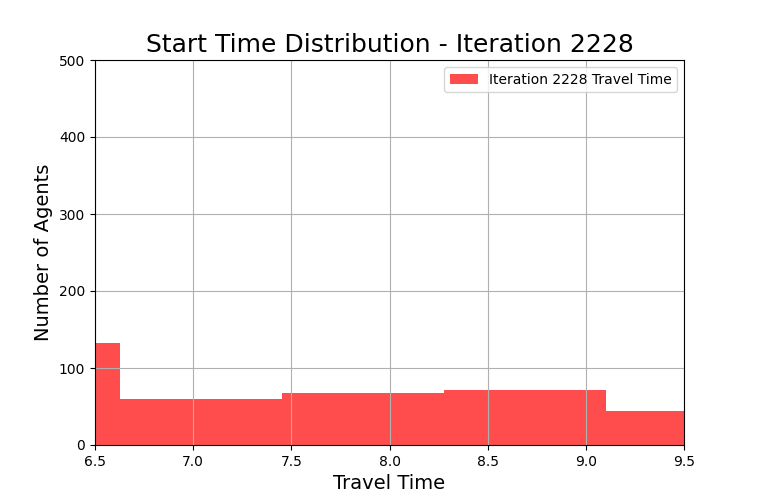 Start Time Distribution - Iteration 2228
Iteration 2228 Travel Time
Number of Agents
500
400
300
200
100
0
6.5 7.0 7.5 8.0 8.5 9.0 9.5
Travel Time